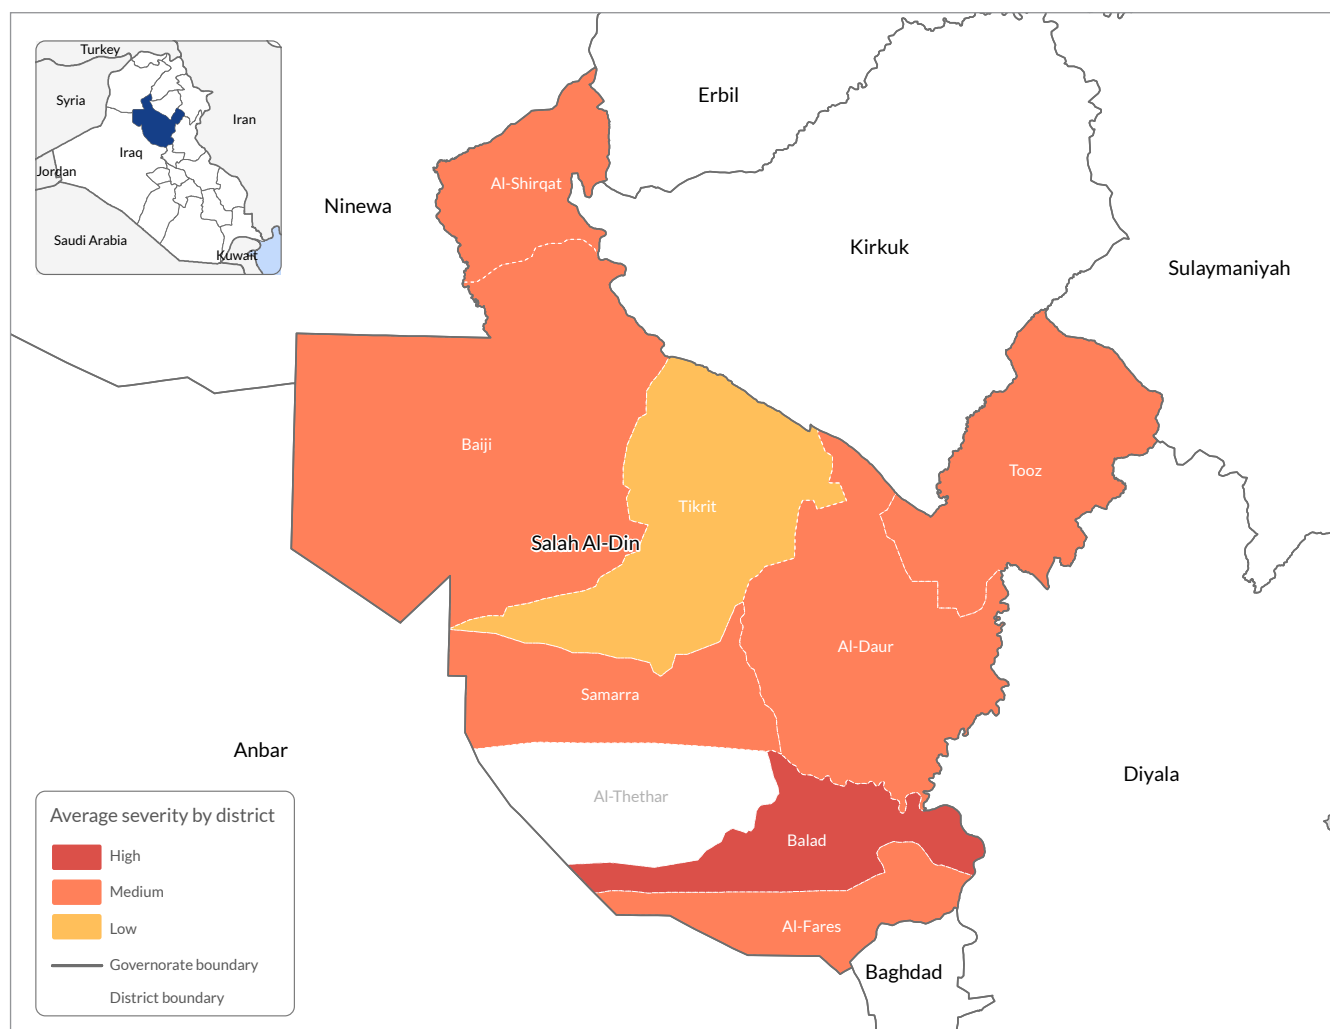 Turkey
Syria
Iran
Iraq
Jordan
Saudi Arabia
Kuwait
Erbil
Ninewa
Al-Shirqat
Kirkuk
Sulaymaniyah
Baiji
Tooz
Tikrit
Salah Al-Din
Al-Daur
Samarra
Anbar
Diyala
Al-Thethar
Balad
Al-Fares
Baghdad
Average severity by district
High
Medium
Low
Governorate boundary
District boundary